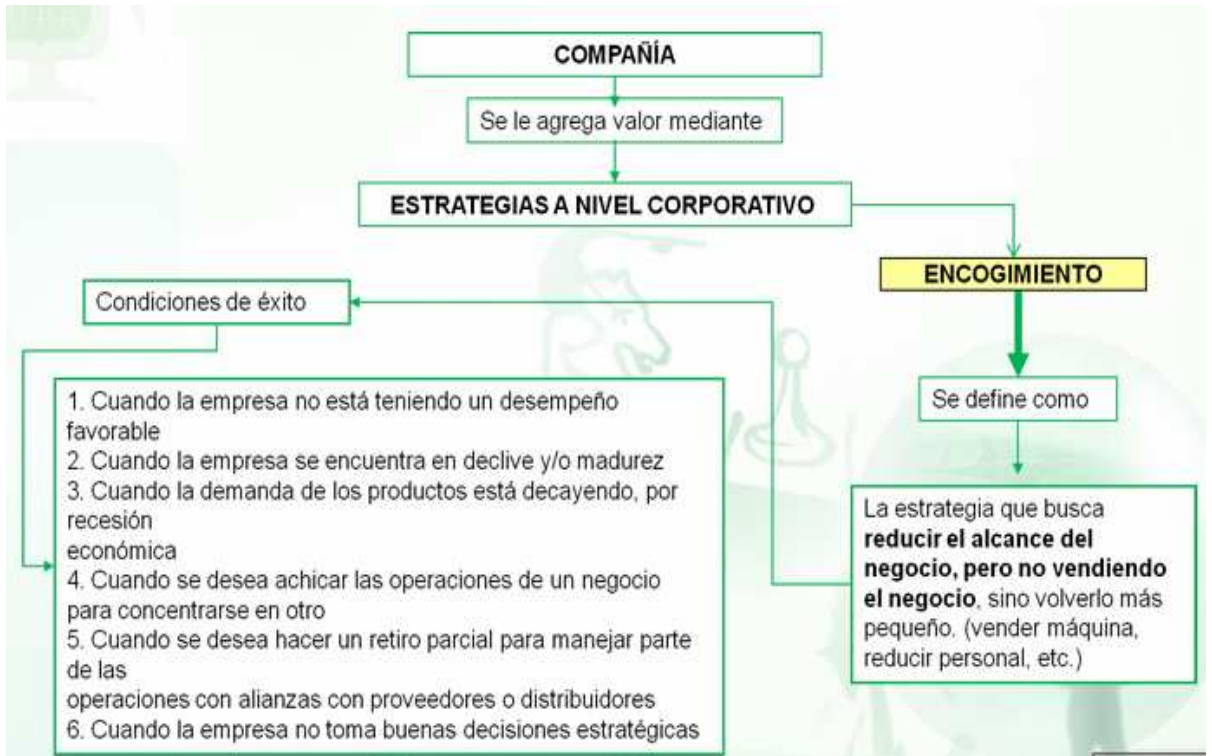 COMPAÑÍA
Se le agrega valor mediante
ESTRATEGIAS A NIVEL CORPORATIVO
ENCOGIMIENTO
Se define como
La estrategia que busca
reducir el alcance del
negocio, pero no vendiendo
el negocio, sino volverlo más
pequeño. (vender máquina,
reducir personal, etc.)
Condiciones de éxito
1. Cuando la empresa no está teniendo un desempeño
favorable
2. Cuando la empresa se encuentra en declive y/o madurez
3. Cuando la demanda de los productos está decayendo, por
recesión
económica
4. Cuando se desea achicar las operaciones de un negocio
para concentrarse en otro
5. Cuando se desea hacer un retiro parcial para manejar parte
de las
operaciones con alianzas con proveedores o distribuidores
6. Cuando la empresa no toma buenas decisiones estratégicas